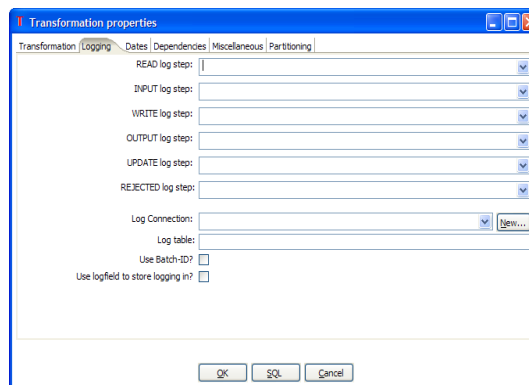 Transformation properties
Transformation Logging Dates Dependencies Miscellaneous Partitioning
READ log step:
INPUT log step:
WRITE log step:
OUTPUT log step:
UPDATE log step:
REJECTED log step:
Log Connection: New...
Log table:
Use Batch-ID?
Use logfield to store logging in?
OK SQL Cancel